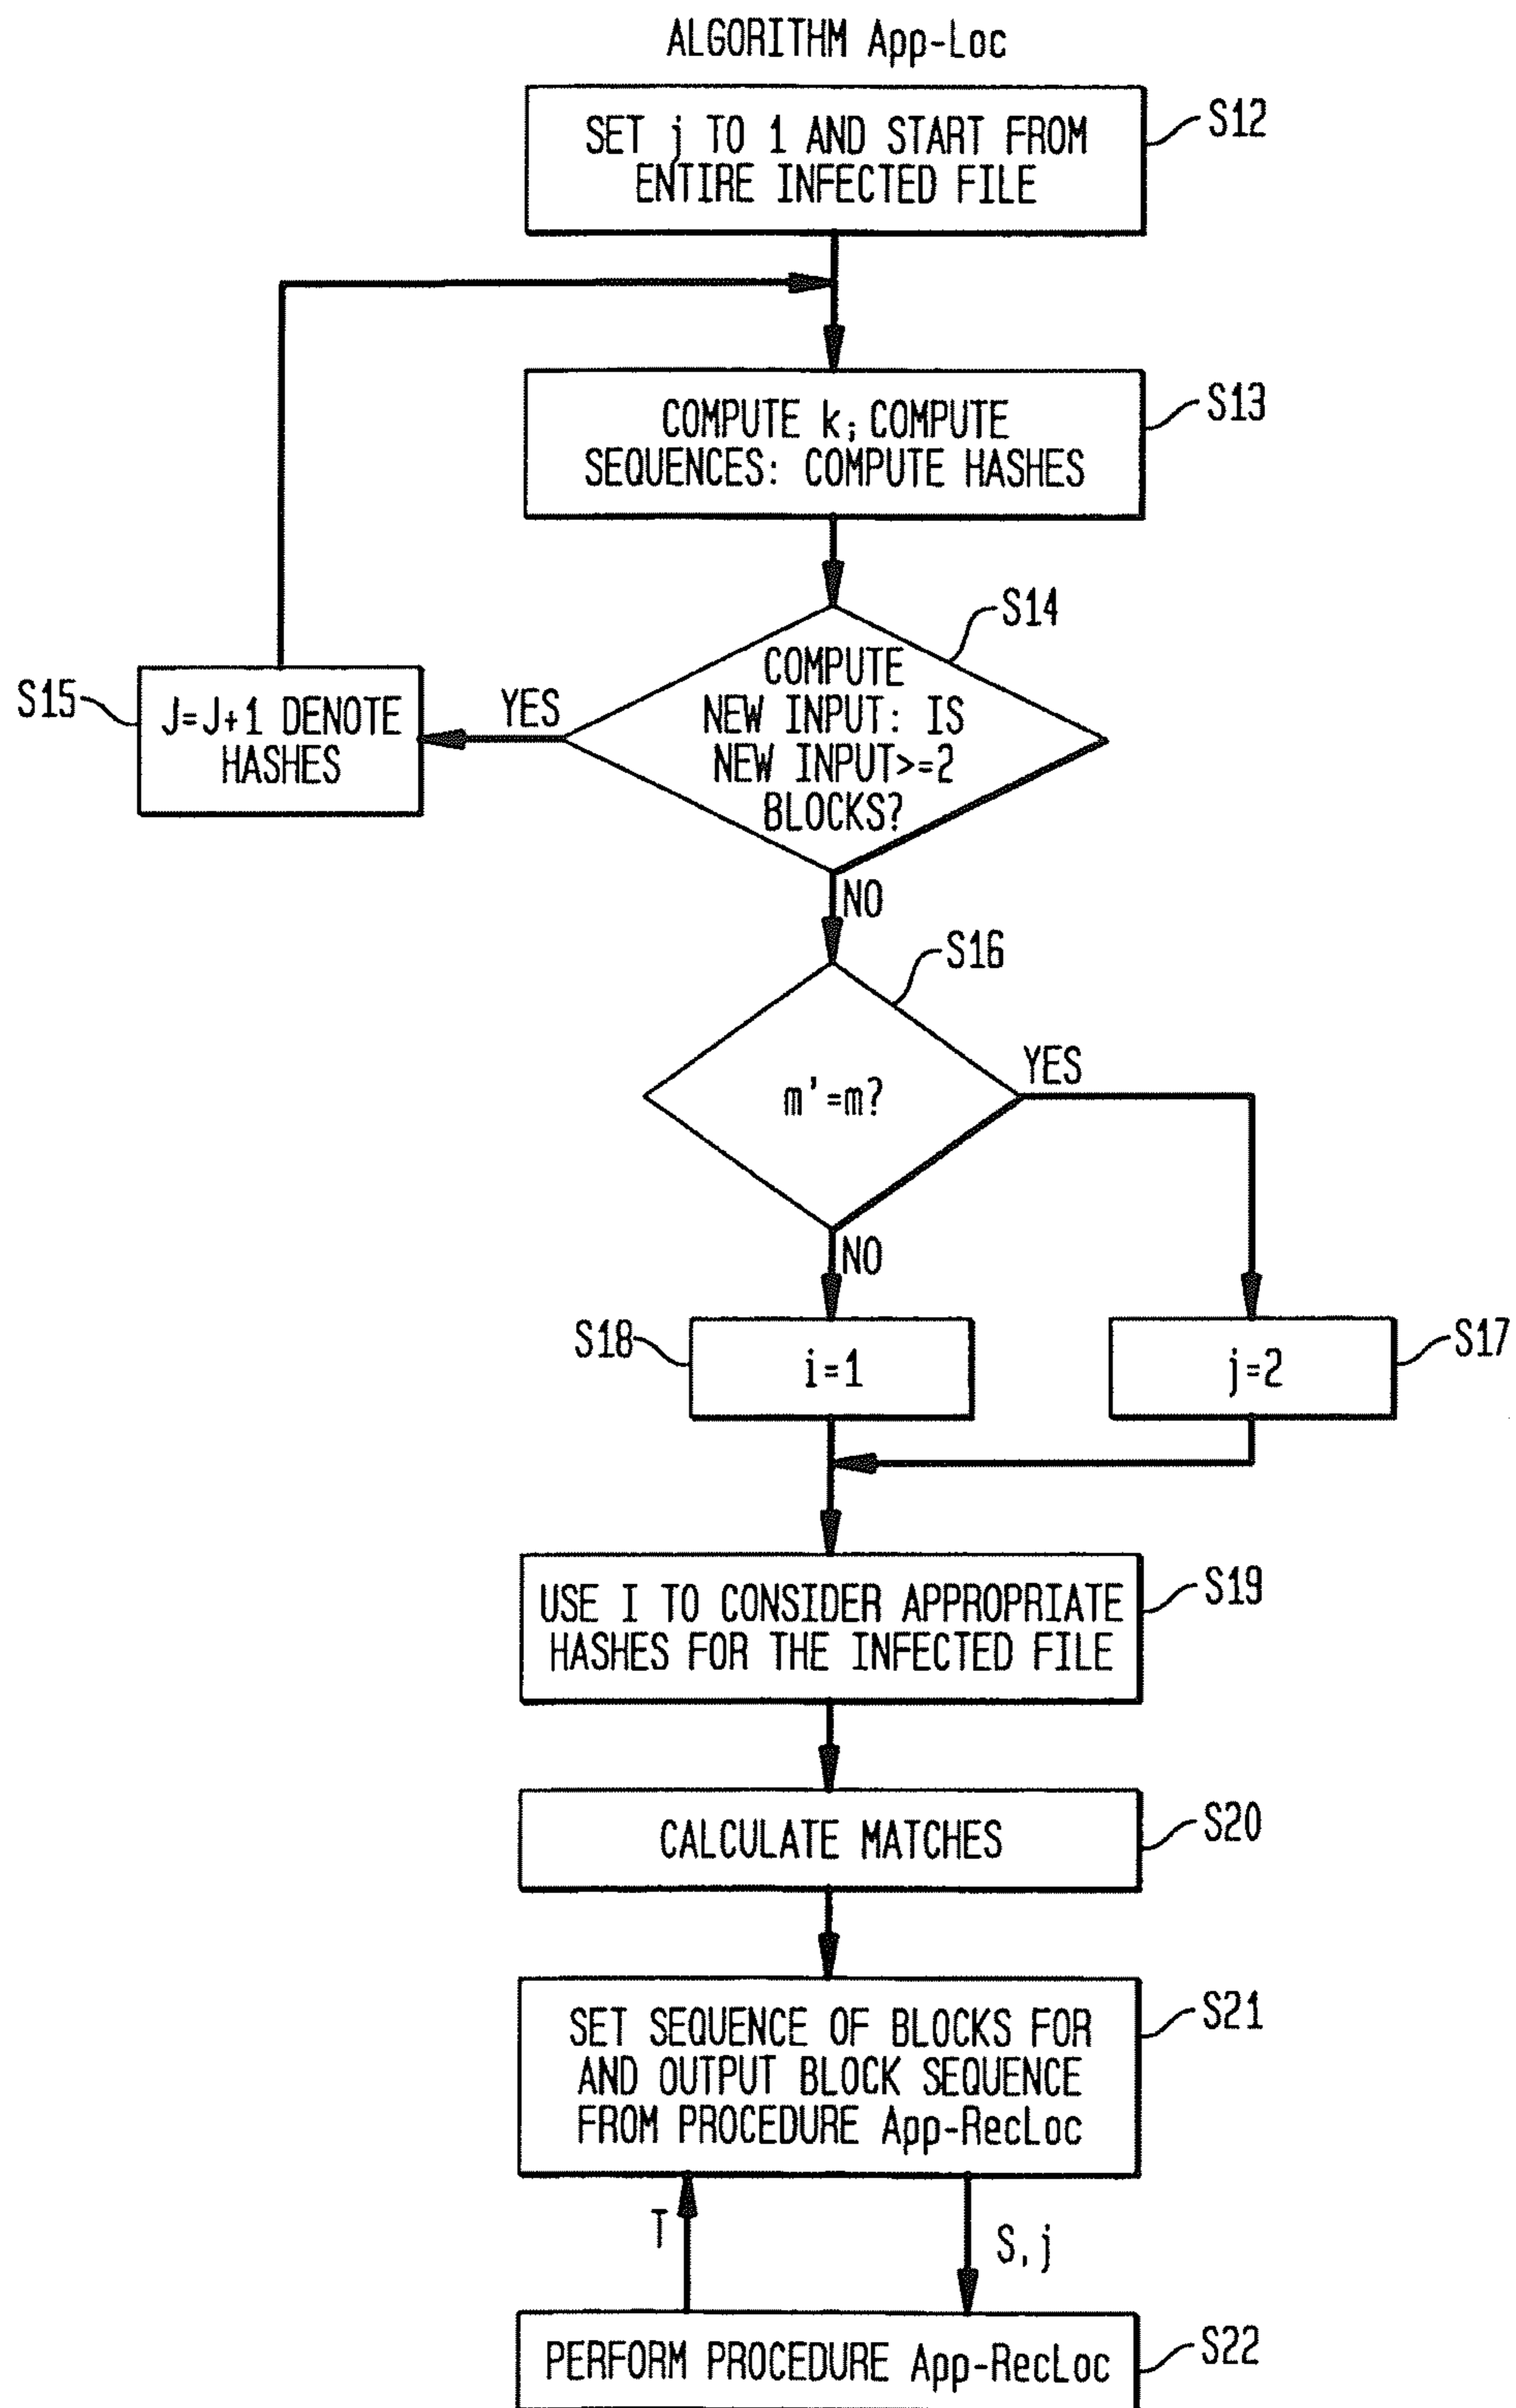 ALGORITHM App-Loc
SET j TO 1 AND START FROM
ENTIRE INFECTED FILE
S12
COMPUTE k; COMPUTE
SEQUENCES: COMPUTE HASHES
S13
S14
COMPUTE
NEW INPUT: IS
NEW INPUT>=2
BLOCKS?
YES
S15
J=J+1 DENOTE
HASHES
NO
S16
m'=m?
YES
NO
S18
i=1
j=2
S17
USE I TO CONSIDER APPROPRIATE
HASHES FOR THE INFECTED FILE
S19
CALCULATE MATCHES
S20
SET SEQUENCE OF BLOCKS FOR
AND OUTPUT BLOCK SEQUENCE
FROM PROCEDURE App-RecLoc
S21
T
S, j
PERFORM PROCEDURE App-RecLoc
S22